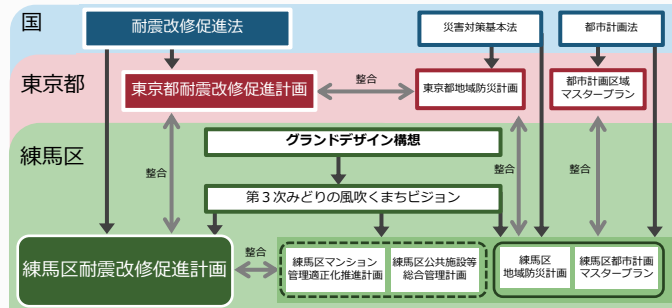 国
耐震改修促進法
災害対策基本法
都市計画法
東京都
東京都耐震改修促進計画
整合
東京都地域防災計画
都市計画区域
マスタープラン
練馬区
グランドデザイン構想
整合
整合
整合
第３次みどりの風吹くまちビジョン
練馬区耐震改修促進計画
整合
練馬区マンション
管理適正化推進計画
練馬区公共施設等
総合管理計画
練馬区
地域防災計画
練馬区都市計画
マスタープラン